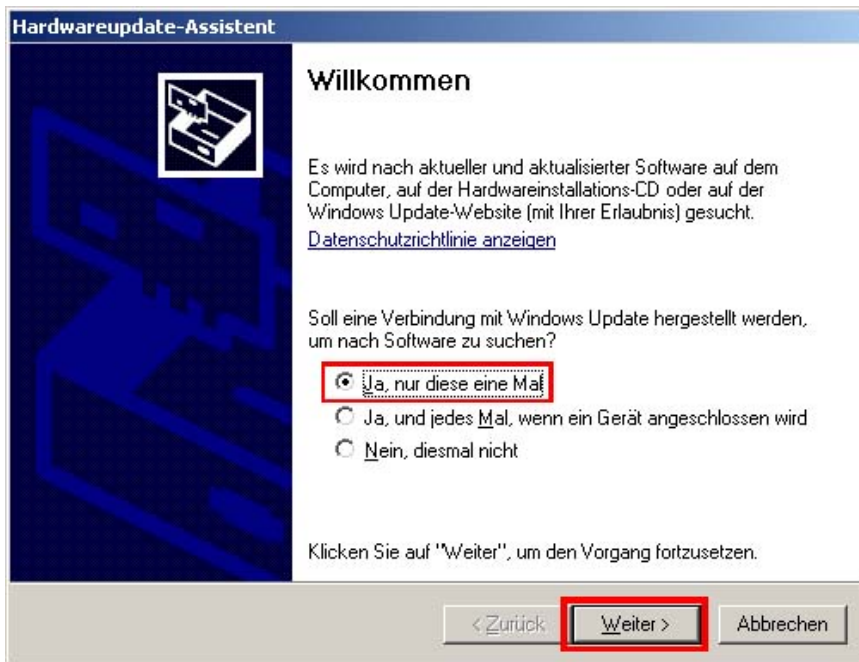 Hardwareupdate-Assistent
Willkommen
Es wird nach aktueller und aktualisierter Software auf dem
Computer, auf der Hardwareinstallations-CD oder auf der
Windows Update-Website (mit Ihrer Erlaubnis) gesucht.
Datenschutzrichtlinie anzeigen
Soll eine Verbindung mit Windows Update hergestellt werden,
um nach Software zu suchen?
Ja, nur diese eine Mal
Ja, und jedes Mal, wenn ein Gerät angeschlossen wird
Nein, diesmal nicht
Klicken Sie auf "Weiter", um den Vorgang fortzusetzen.
< Zurück
Weiter >
Abbrechen